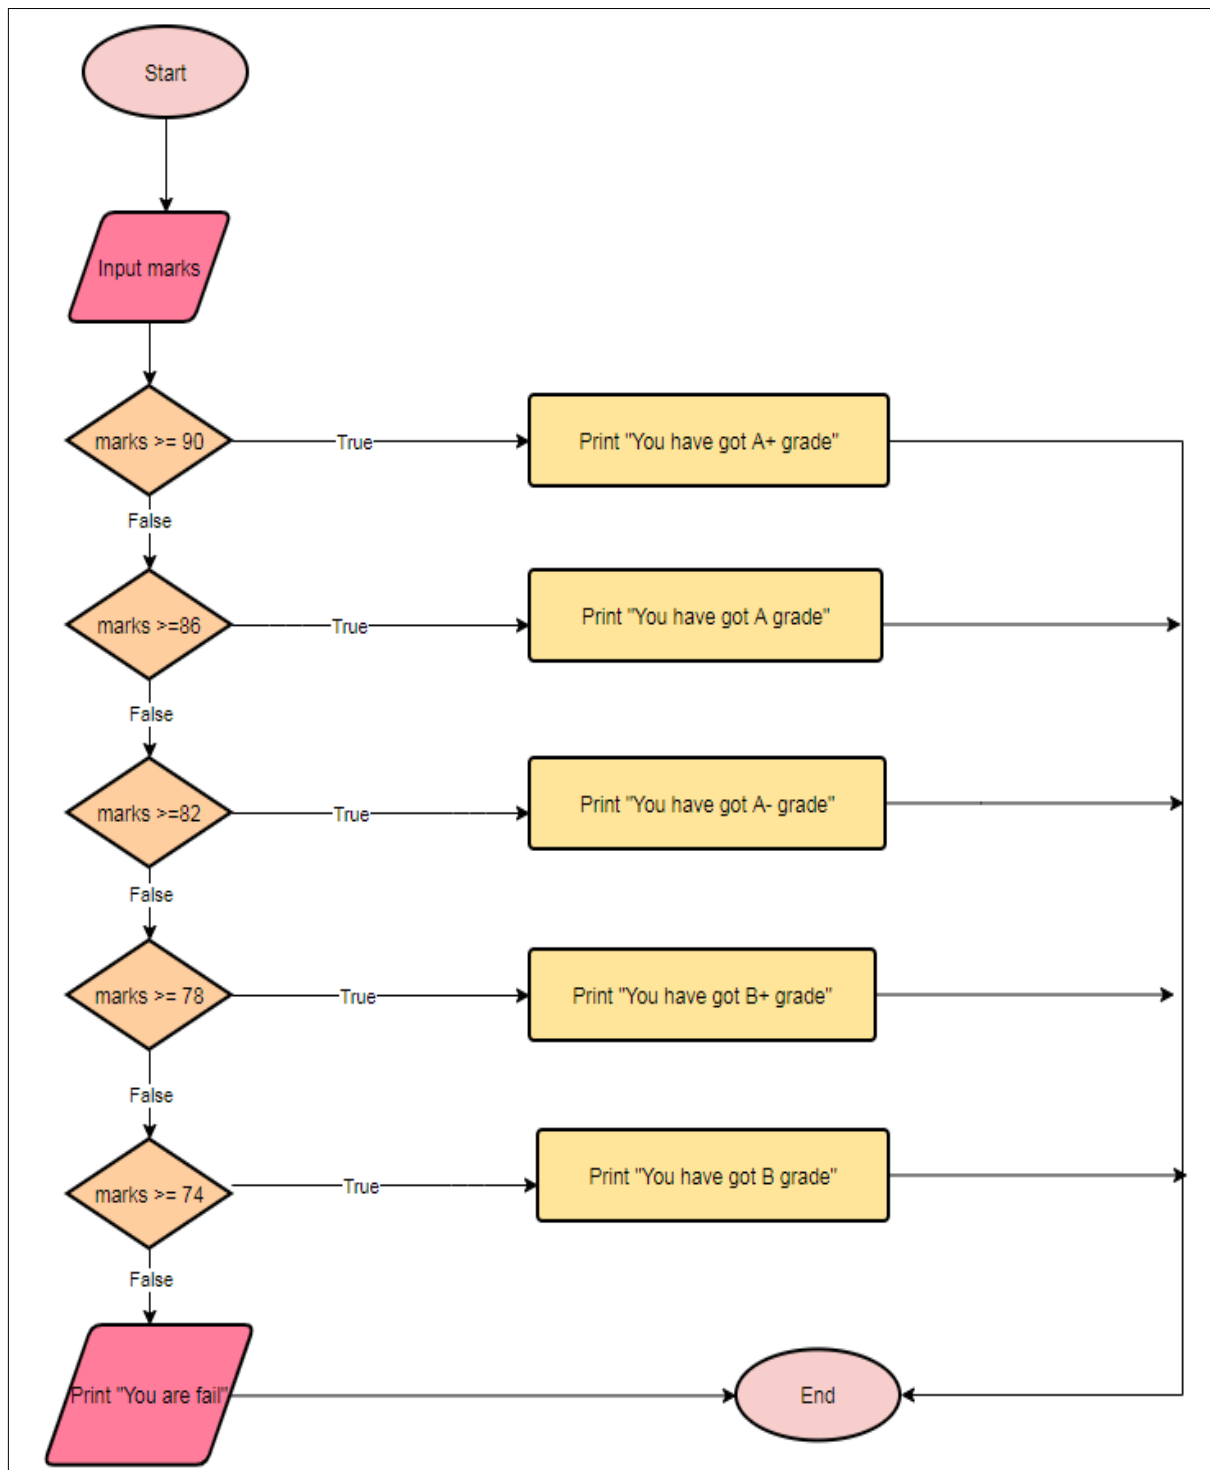 Start
Input marks
marks >= 90
True
Print "You have got A+ grade"
False
marks >=86
True
Print "You have got A grade"
False
marks >=82
True
Print "You have got A- grade"
False
marks >= 78
True
Print "You have got B+ grade"
False
marks >= 74
True
Print "You have got B grade"
False
Print "You are fail"
End